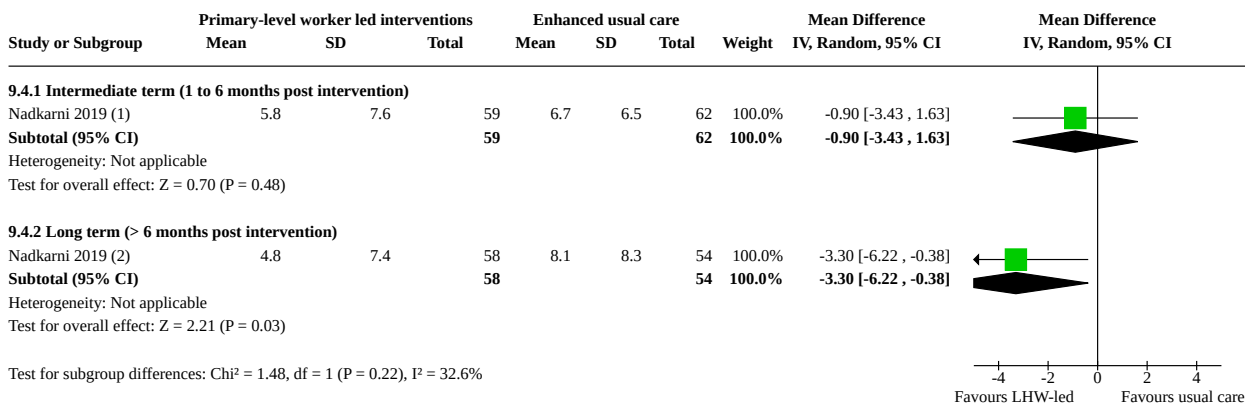 Primary-level worker led interventions Enhanced usual care Mean Difference Mean Difference
Study or Subgroup Mean SD Total Mean SD Total Weight IV, Random, 95% CI IV, Random, 95% CI
9.4.1 Intermediate term (1 to 6 months post intervention)
Nadkarni 2019 (1) 5.8 7.6 59 6.7 6.5 62 100.0% -0.90 [-3.43 , 1.63]
Subtotal (95% CI) 59 62 100.0% -0.90 [-3.43 , 1.63]
Heterogeneity: Not applicable
Test for overall effect: Z = 0.70 (P = 0.48)
9.4.2 Long term (> 6 months post intervention)
Nadkarni 2019 (2) 4.8 7.4 58 8.1 8.3 54 100.0% -3.30 [-6.22 , -0.38]
Subtotal (95% CI) 58 54 100.0% -3.30 [-6.22 , -0.38]
Heterogeneity: Not applicable
Test for overall effect: Z = 2.21 (P = 0.03)
Test for subgroup differences: Chi² = 1.48, df = 1 (P = 0.22), I² = 32.6%
-4 -2 0 2 4
Favours LHW-led Favours usual care